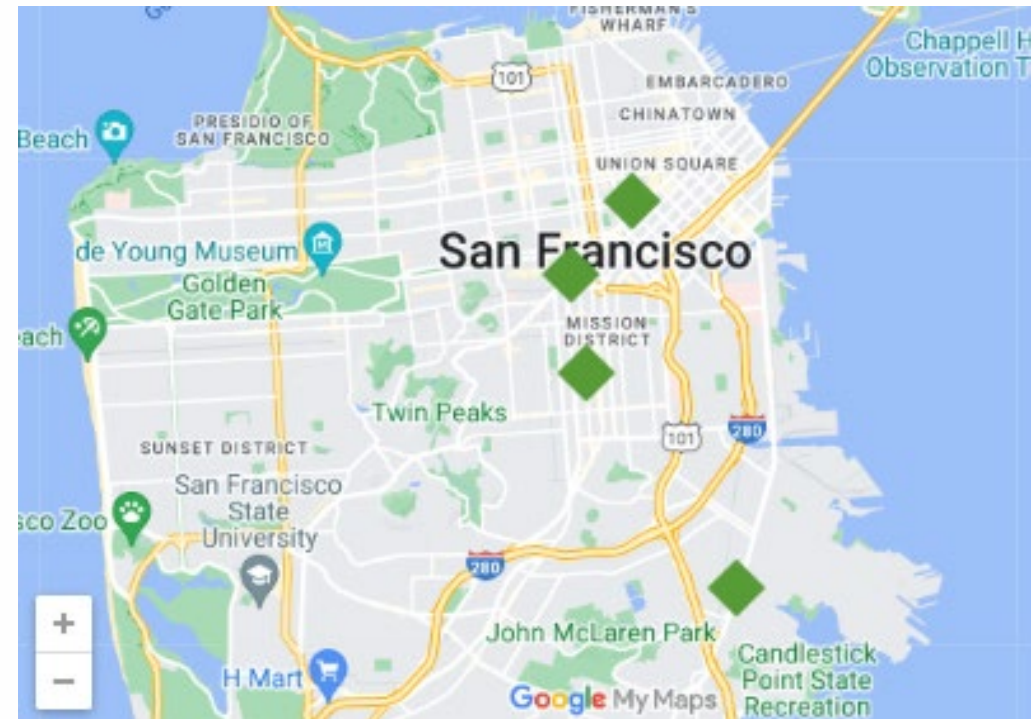 Go
FISHERMAN'S
WHARF
Chappell H
Observation T
101
EMBARCADERO
CHINATOWN
PRESIDIO OF
SAN FRANCISCO
Beach
UNION SQUARE
de Young Museum
San Francisco
Golden
Gate Park
MISSION
DISTRICT
each
Twin Peaks
101
280
SUNSET DISTRICT
San Francisco
State
University
sco Zoo
280
John McLaren Park
Candlestick
Point State
Recreation
H Mart
Google My Maps
+
−